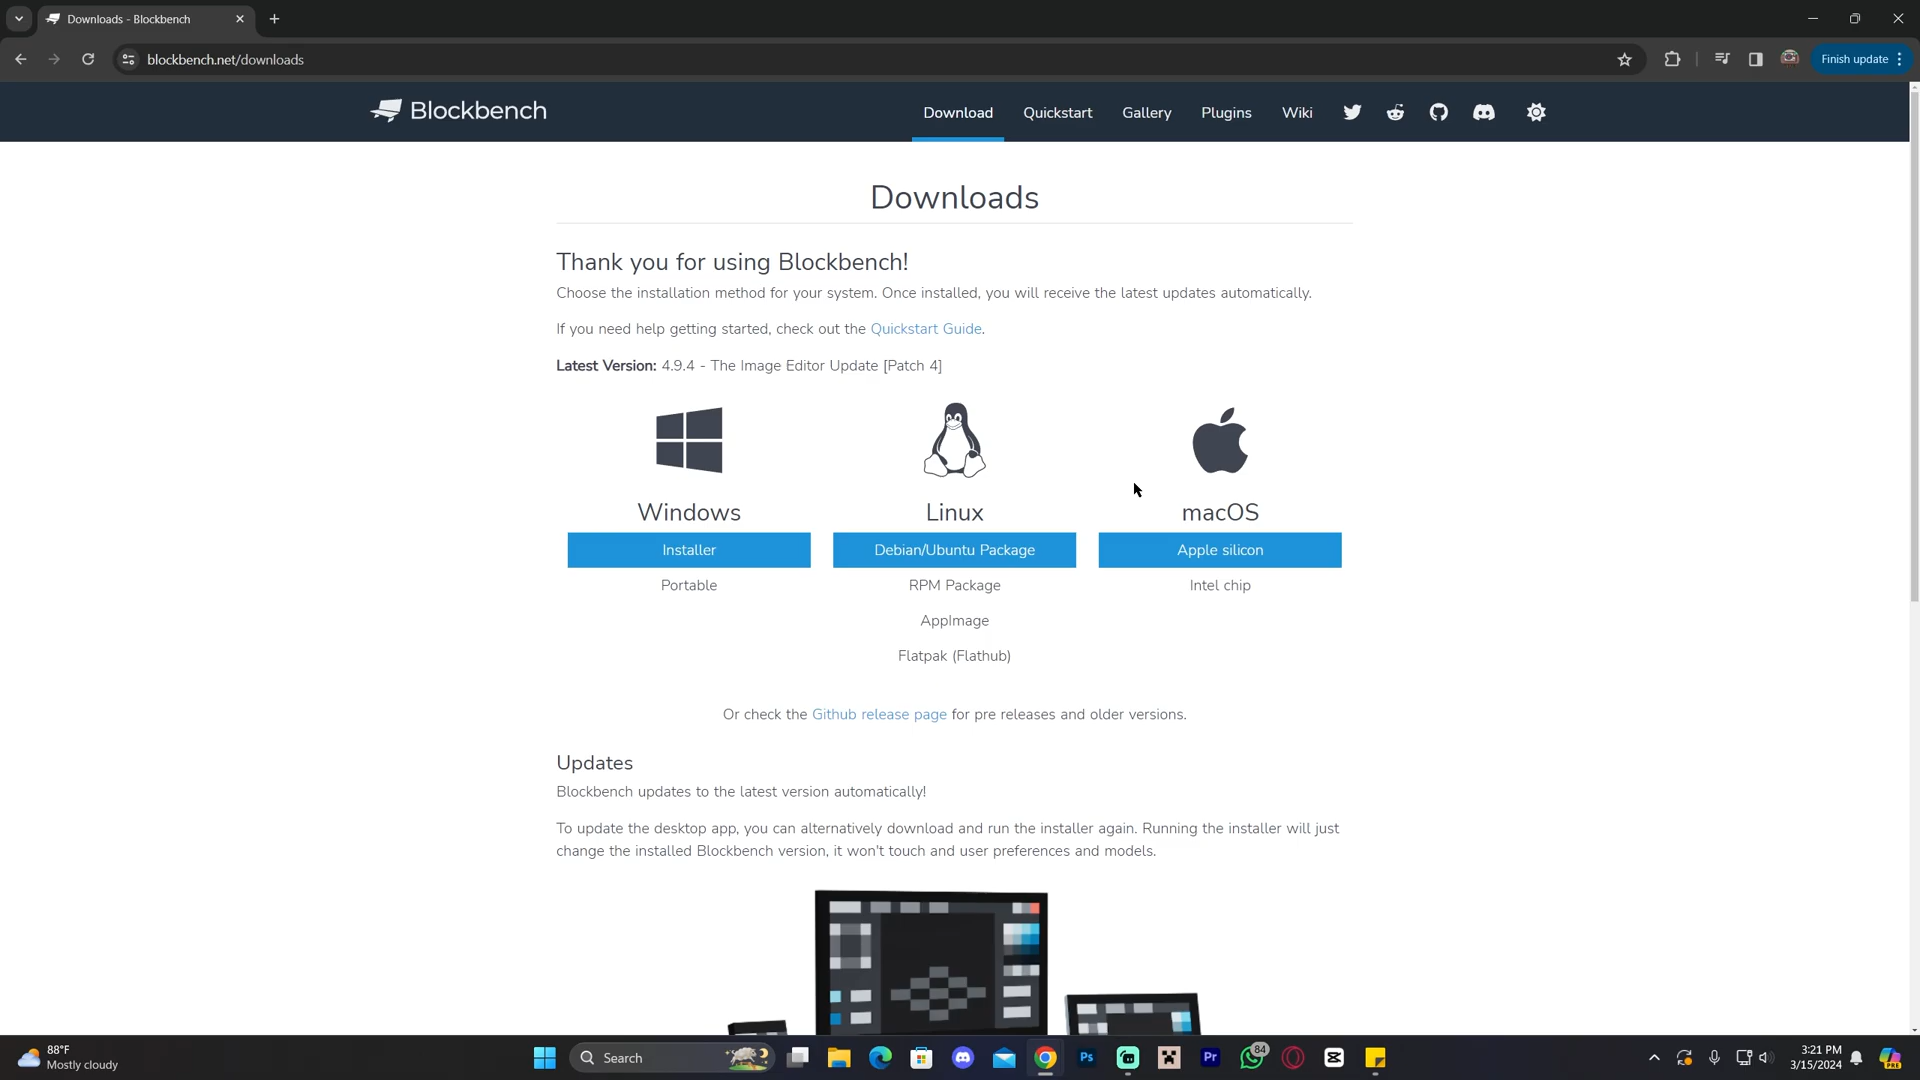 Downloads - Blockbench
blockbench.net/downloads
Finish update
Blockbench
Download
Quickstart
Gallery
Plugins
Wiki
Downloads
Thank you for using Blockbench!
Choose the installation method for your system. Once installed, you will receive the latest updates automatically.
If you need help getting started, check out the Quickstart Guide.
Latest Version: 4.9.4 - The Image Editor Update [Patch 4]
Windows
Installer
Portable
Linux
Debian/Ubuntu Package
RPM Package
AppImage
Flatpak (Flathub)
macOS
Apple silicon
Intel chip
Or check the Github release page for pre releases and older versions.
Updates
Blockbench updates to the latest version automatically!
To update the desktop app, you can alternatively download and run the installer again. Running the installer will just
change the installed Blockbench version, it won't touch and user preferences and models.
88°F
Mostly cloudy
Search
Ps
Pr
84
3:21 PM
3/15/2024
PRE